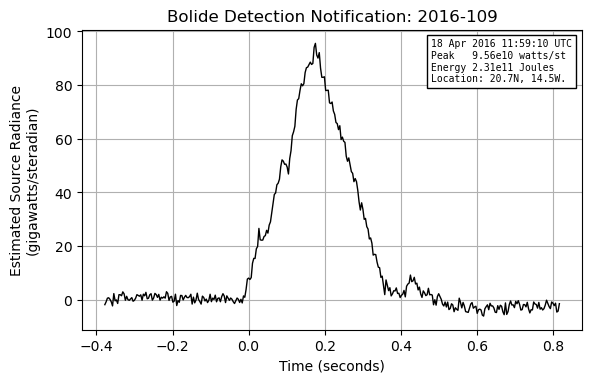 Bolide Detection Notification: 2016-109
18 Apr 2016 11:59:10 UTC
Peak   9.56e10 watts/st
Energy 2.31e11 Joules
Location: 20.7N, 14.5W.
Estimated Source Radiance
(gigawatts/steradian)
100
80
60
40
20
0
−0.4
−0.2
0.0
0.2
0.4
0.6
0.8
Time (seconds)